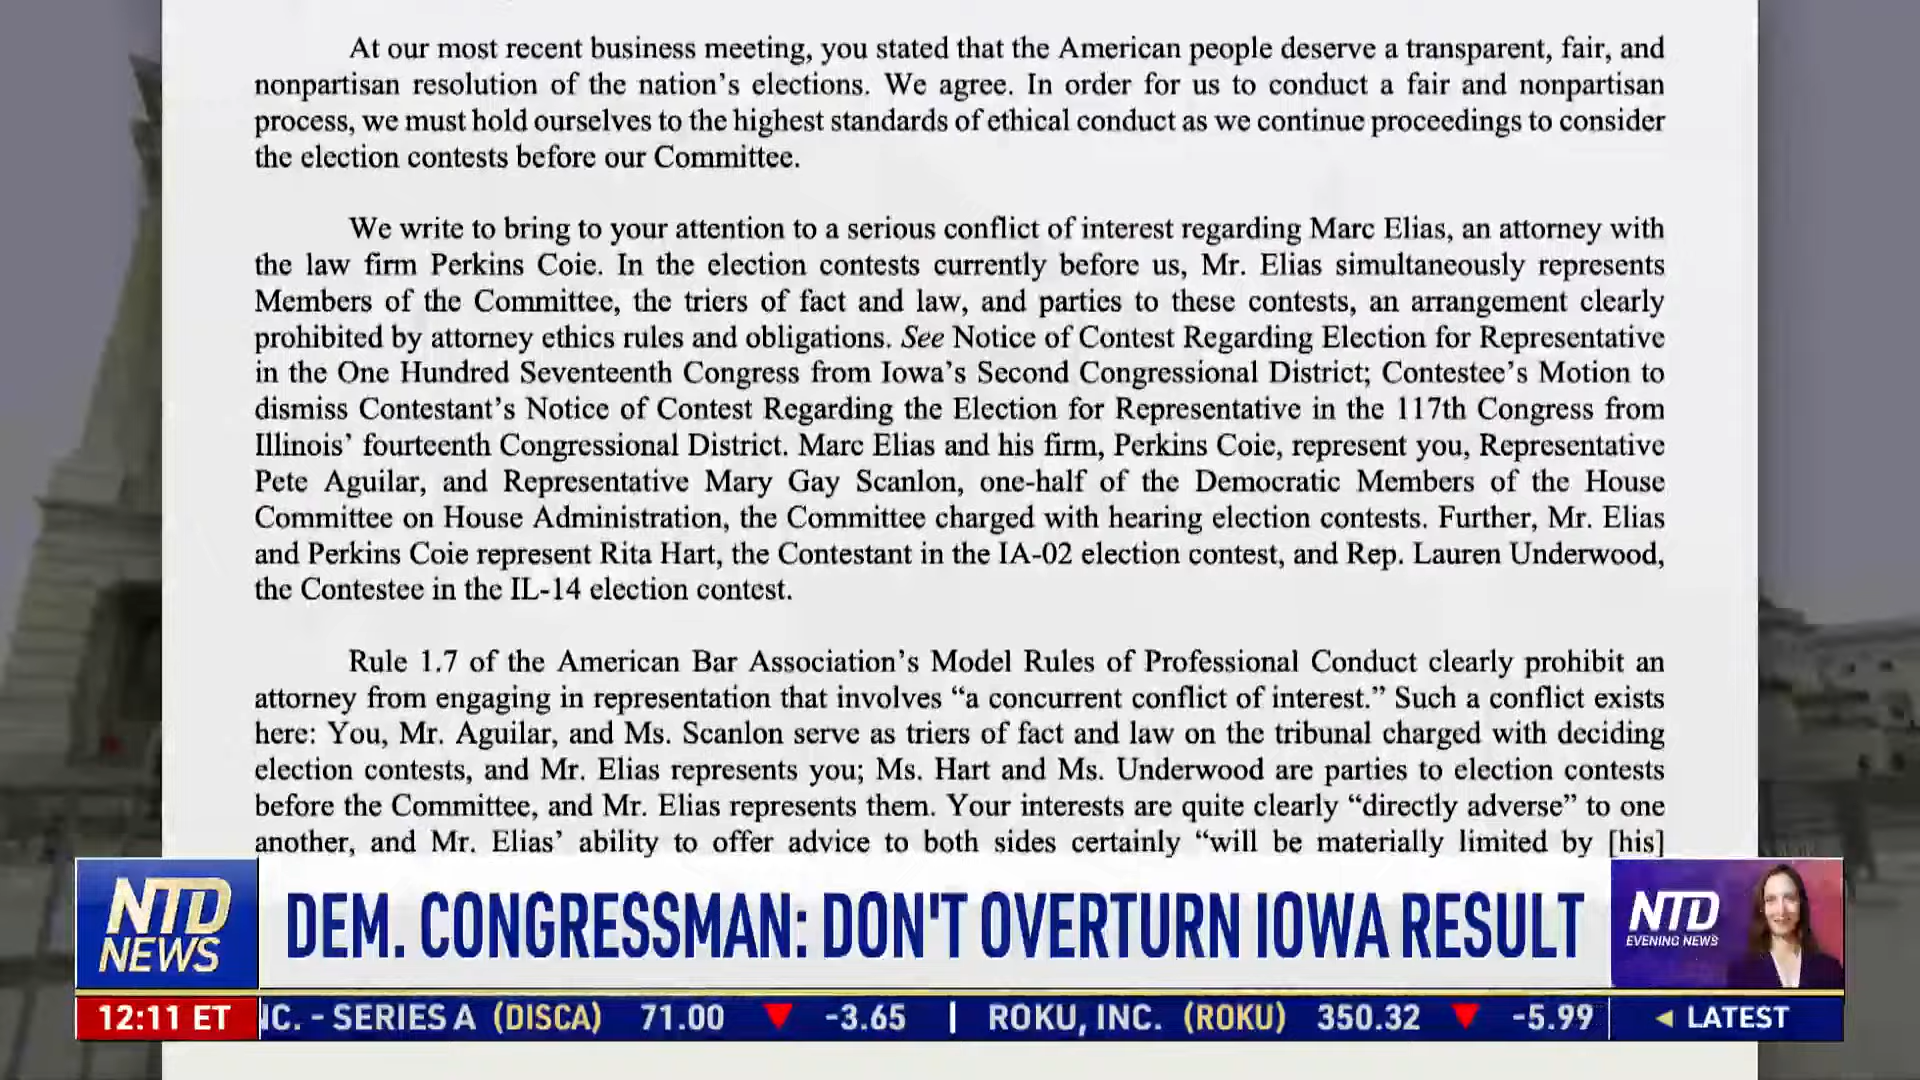 At our most recent business meeting, you stated that the American people deserve a transparent, fair, and
nonpartisan resolution of the nation's elections. We agree. In order for us to conduct a fair and nonpartisan
process, we must hold ourselves to the highest standards of ethical conduct as we continue proceedings to consider
the election contests before our Committee.
We write to bring to your attention to a serious conflict of interest regarding Marc Elias, an attorney with
the law firm Perkins Coie. In the election contests currently before us, Mr. Elias simultaneously represents
Members of the Committee, the triers of fact and law, and parties to these contests, an arrangement clearly
prohibited by attorney ethics rules and obligations. See Notice of Contest Regarding Election for Representative
in the One Hundred Seventeenth Congress from Iowa's Second Congressional District; Contestee's Motion to
dismiss Contestant's Notice of Contest Regarding the Election for Representative in the 117th Congress from
Illinois' fourteenth Congressional District. Marc Elias and his firm, Perkins Coie, represent you, Representative
Pete Aguilar, and Representative Mary Gay Scanlon, one-half of the Democratic Members of the House
Committee on House Administration, the Committee charged with hearing election contests. Further, Mr. Elias
and Perkins Coie represent Rita Hart, the Contestant in the IA-02 election contest, and Rep. Lauren Underwood,
the Contestee in the IL-14 election contest.
Rule 1.7 of the American Bar Association's Model Rules of Professional Conduct clearly prohibit an
attorney from engaging in representation that involves "a concurrent conflict of interest." Such a conflict exists
here: You, Mr. Aguilar, and Ms. Scanlon serve as triers of fact and law on the tribunal charged with deciding
election contests, and Mr. Elias represents you; Ms. Hart and Ms. Underwood are parties to election contests
before the Committee, and Mr. Elias represents them. Your interests are quite clearly "directly adverse" to one
another, and Mr. Elias' ability to offer advice to both sides certainly "will be materially limited by [his]
NTD
NEWS
DEM. CONGRESSMAN: DON'T OVERTURN IOWA RESULT
NTD
EVENING NEWS
12:11 ET
NC. - SERIES A (DISCA) 71.00 ▼ -3.65 | ROKU, INC. (ROKU) 350.32 ▼ -5.99
◄ LATEST